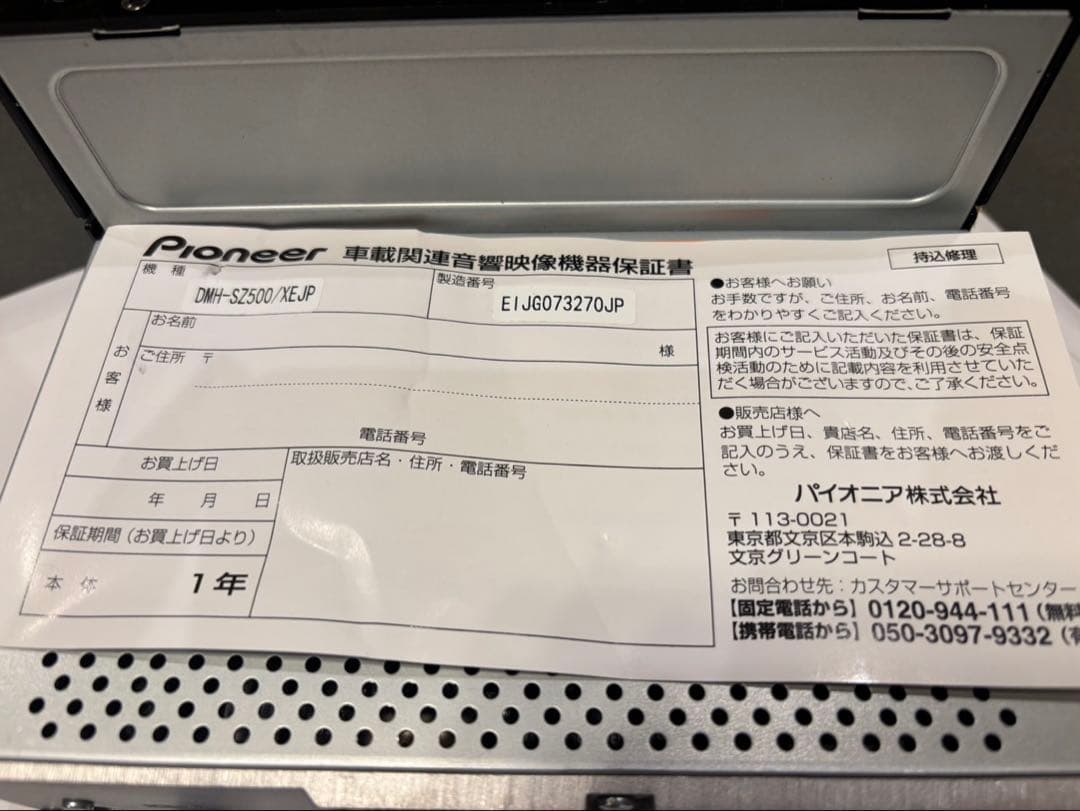 Pioneer 車載関連音響映像機器保証書
持込修理
機 種
DMH-SZ500/XEJP
製造番号
EIJG073270JP
お客様
お名前
様
ご住所 〒
電話番号
お買上げ日
年 月 日
保証期間(お買上げ日より)
本 体 1年
取扱販売店名・住所・電話番号
●お客様へお願い
お手数ですが、ご住所、お名前、電話番号
をわかりやすくご記入ください。
お客様にご記入いただいた保証書は、保証
期間内のサービス活動及びその後の安全点
検活動のために記載内容を利用させていた
だく場合がございますので、ご了承ください。
●販売店様へ
お買上げ日、貴店名、住所、電話番号をご
記入のうえ、保証書をお客様へお渡しくだ
さい。
パイオニア株式会社
〒113-0021
東京都文京区本駒込 2-28-8
文京グリーンコート
お問合わせ先:カスタマーサポートセンター
【固定電話から】0120-944-111(無料
【携帯電話から】050-3097-9332(有